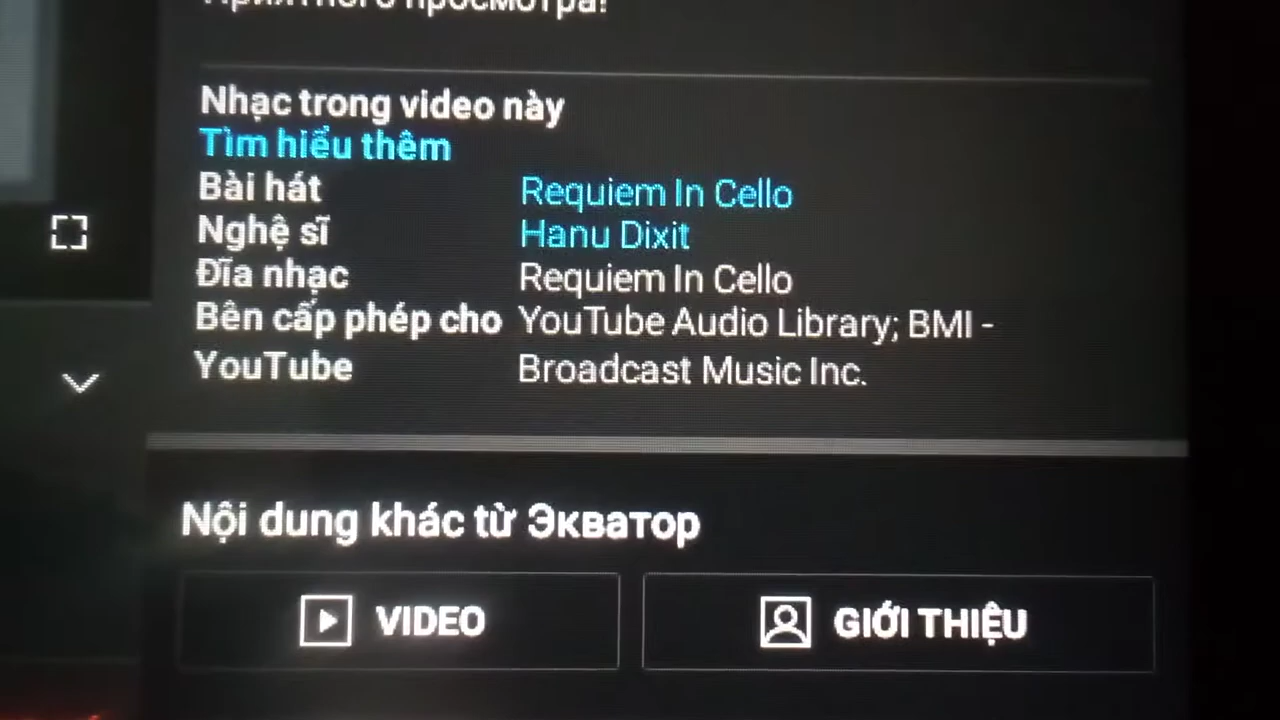 Приятного просмотра!
Nhạc trong video này
Tìm hiểu thêm
Bài hát Requiem In Cello
Nghệ sĩ Hanu Dixit
Đĩa nhạc Requiem In Cello
Bên cấp phép cho YouTube Audio Library; BMI -
YouTube Broadcast Music Inc.
Nội dung khác từ Экватор
VIDEO GIỚI THIỆU